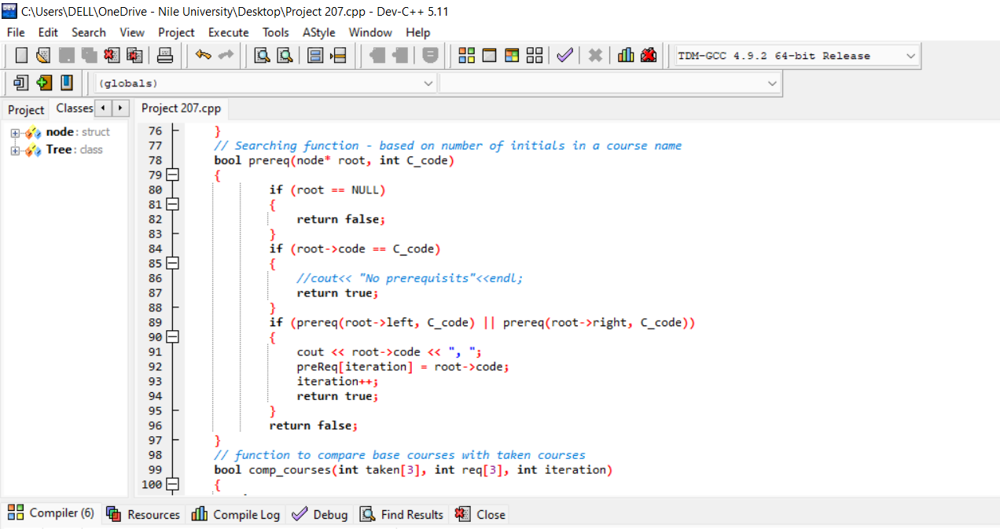 C:\Users\DELL\OneDrive - Nile University\Desktop\Project 207.cpp - Dev-C++ 5.11
File Edit Search View Project Execute Tools AStyle Window Help
TDM-GCC 4.9.2 64-bit Release
(globals)
Project Classes Project 207.cpp
node : struct
Tree : class
76 }
77 // Searching function - based on number of initials in a course name
78 bool prereq(node* root, int C_code)
79 {
80 if (root == NULL)
81 {
82 return false;
83 }
84 if (root->code == C_code)
85 {
86 //cout<< "No prerequisits"<<endl;
87 return true;
88 }
89 if (prereq(root->left, C_code) || prereq(root->right, C_code))
90 {
91 cout << root->code << ", ";
92 preReq[iteration] = root->code;
93 iteration++;
94 return true;
95 }
96 return false;
97 }
98 // function to compare base courses with taken courses
99 bool comp_courses(int taken[3], int req[3], int iteration)
100 {
Compiler (6) Resources Compile Log Debug Find Results Close